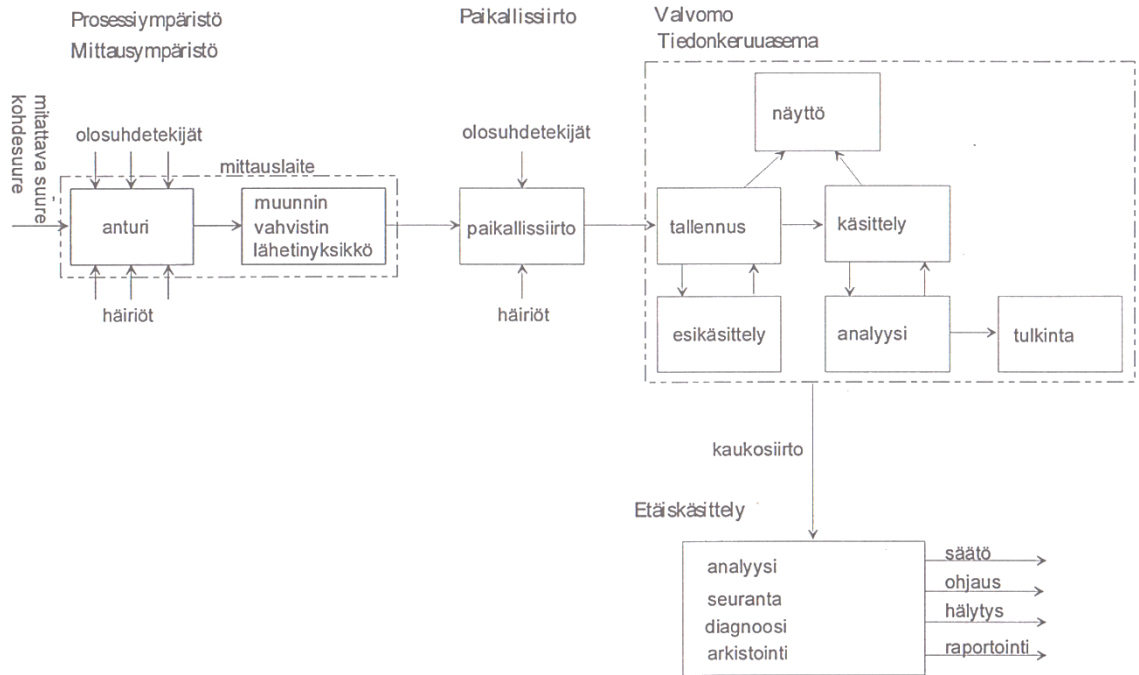 Prosessiympäristö
Mittausympäristö
Paikallissiirto
Valvomo
Tiedonkeruuasema
mitattava suure,
kohdesuure
olosuhdetekijät
mittauslaite
anturi
muunnin
vahvistin
lähetinyksikkö
häiriöt
olosuhdetekijät
paikallissiirto
häiriöt
näyttö
tallennus
käsittely
esikäsittely
analyysi
tulkinta
kaukosiirto
Etäiskäsittely
analyysi
seuranta
diagnoosi
arkistointi
säätö
ohjaus
hälytys
raportointi